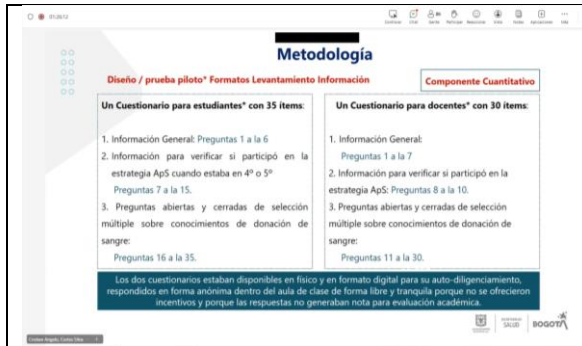 01:26:12
Metodología
Diseño / prueba piloto* Formatos Levantamiento Información
Componente Cuantitativo
Un Cuestionario para estudiantes* con 35 ítems:
1. Información General: Preguntas 1 a la 6
2. Información para verificar si participó en la
estrategia ApS cuando estaba en 4º o 5º
Preguntas 7 a la 15.
3. Preguntas abiertas y cerradas de selección
múltiple sobre conocimientos de donación de
sangre:
Preguntas 16 a la 35.
Un Cuestionario para docentes* con 30 ítems:
1. Información General:
Preguntas 1 a la 7
2. Información para verificar si participó en la
estrategia ApS: Preguntas 8 a la 10.
3. Preguntas abiertas y cerradas de selección
múltiple sobre conocimientos de donación de
sangre:
Preguntas 11 a la 30.
Los dos cuestionarios estaban disponibles en físico y en formato digital para su auto-diligenciamiento,
respondidos en forma anónima dentro del aula de clase de forma libre y tranquila porque no se ofrecieron
incentivos y porque las respuestas no generaban nota para evaluación académica.
SALUD
BOGOTÁ